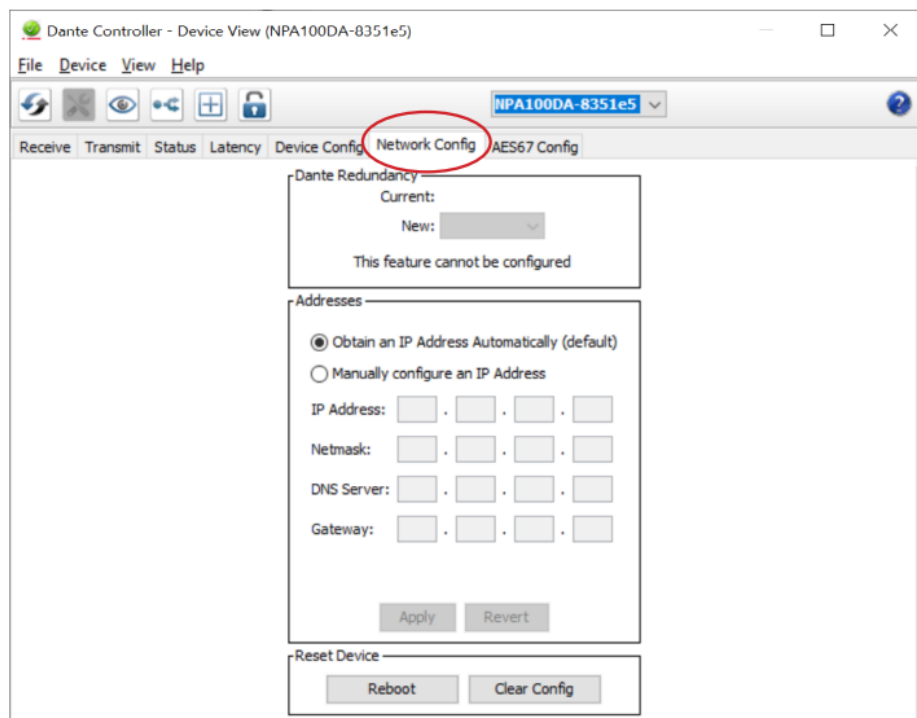 Dante Controller - Device View (NPA100DA-8351e5)
File Device View Help
NPA100DA-8351e5
?
Receive Transmit Status Latency Device Config Network Config AES67 Config
Dante Redundancy
Current:
New:
This feature cannot be configured
Addresses
Obtain an IP Address Automatically (default)
Manually configure an IP Address
IP Address: . . .
Netmask: . . .
DNS Server: . . .
Gateway: . . .
Apply Revert
Reset Device
Reboot Clear Config